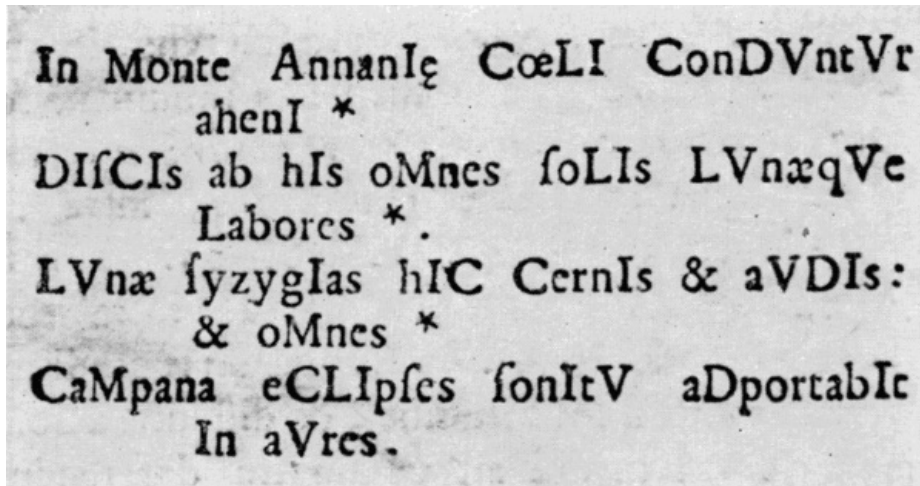 In Monte AnnanIę CœLI ConDVntVr
ahenI *
DIſCIs ab hIs oMnes ſoLIs LVnæqVe
Labores *.
LVnæ ſyzygIas hIC CernIs & aVDIs:
& oMnes *
CaMpana eCLIpſes ſonItV aDportabIt
In aVres.